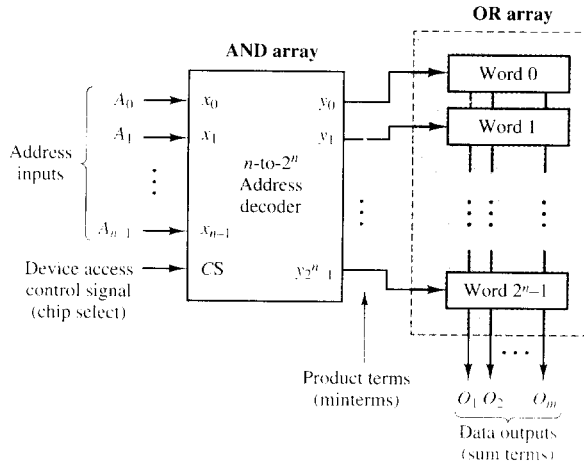 OR array
AND array
Word 0
A₀ x₀ y₀
A₁ x₁ y₁
Word 1
Address
inputs
n-to-2ⁿ
Address
decoder
Aₙ₋₁ xₙ₋₁
Device access
control signal
(chip select)
CS y₂ⁿ₋₁
Word 2ⁿ–1
Product terms
(minterms)
O₁ O₂ Oₘ
Data outputs
(sum terms)